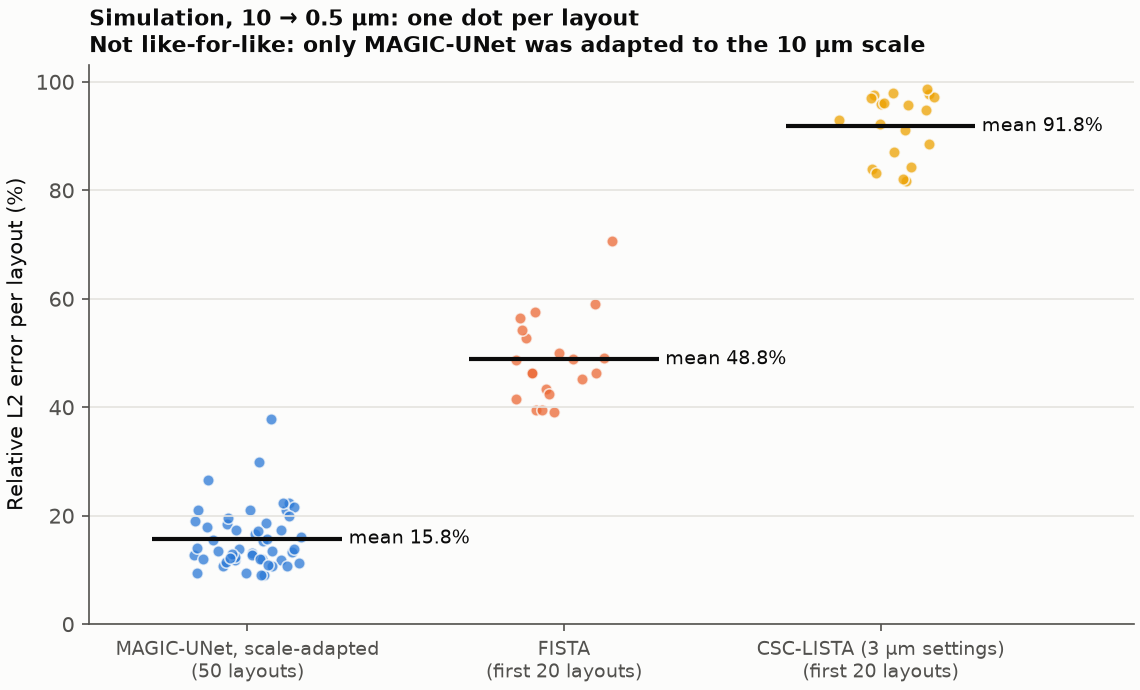 Simulation, 10 → 0.5 µm: one dot per layout
Not like-for-like: only MAGIC-UNet was adapted to the 10 µm scale
Relative L2 error per layout (%)
100
80
60
40
20
0
mean 15.8%
mean 48.8%
mean 91.8%
MAGIC-UNet, scale-adapted
(50 layouts)
FISTA
(first 20 layouts)
CSC-LISTA (3 µm settings)
(first 20 layouts)